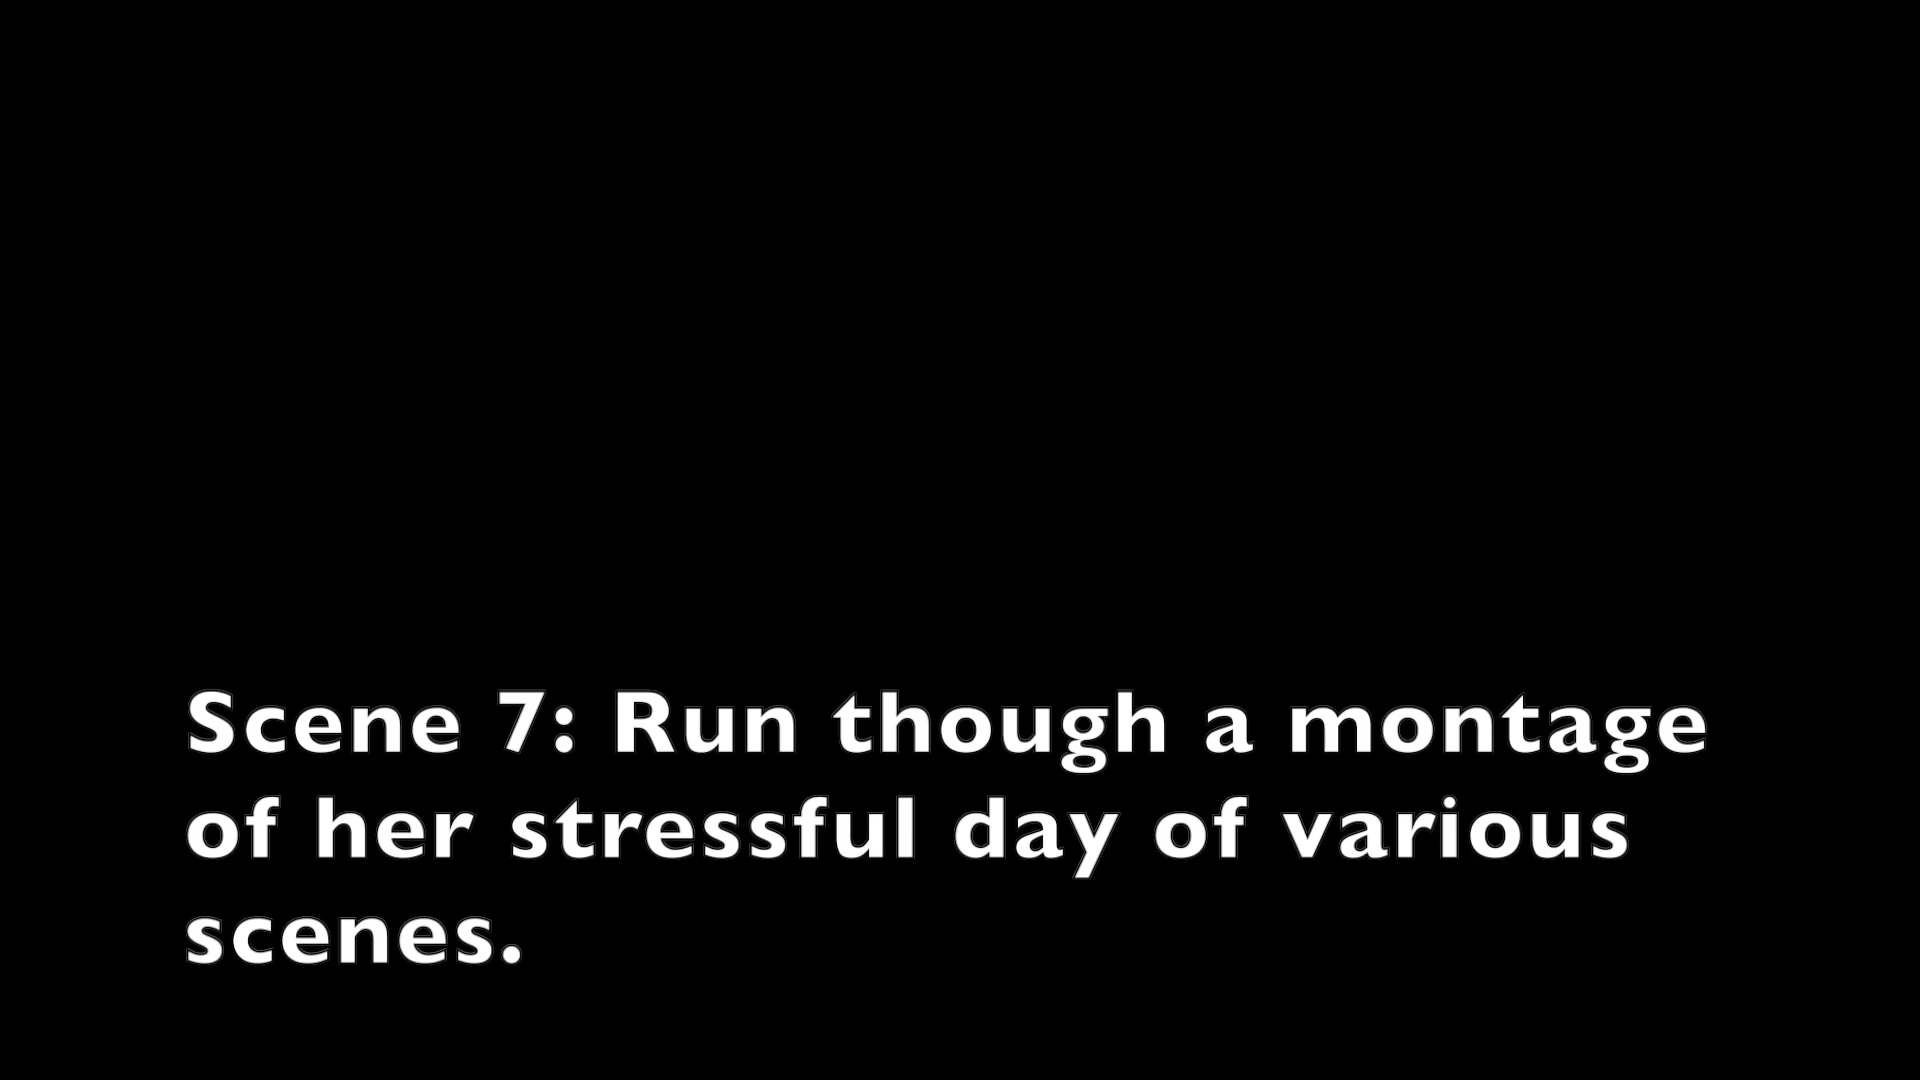 Scene 7: Run though a montage
of her stressful day of various
scenes.